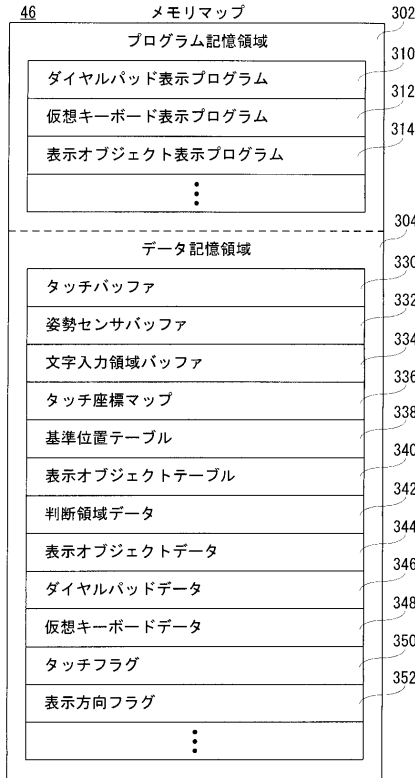 46 メモリマップ 302
プログラム記憶領域
ダイヤルパッド表示プログラム 310
仮想キーボード表示プログラム 312
表示オブジェクト表示プログラム 314
データ記憶領域 304
タッチバッファ 330
姿勢センサバッファ 332
文字入力領域バッファ 334
タッチ座標マップ 336
基準位置テーブル 338
表示オブジェクトテーブル 340
判断領域データ 342
表示オブジェクトデータ 344
ダイヤルパッドデータ 346
仮想キーボードデータ 348
タッチフラグ 350
表示方向フラグ 352